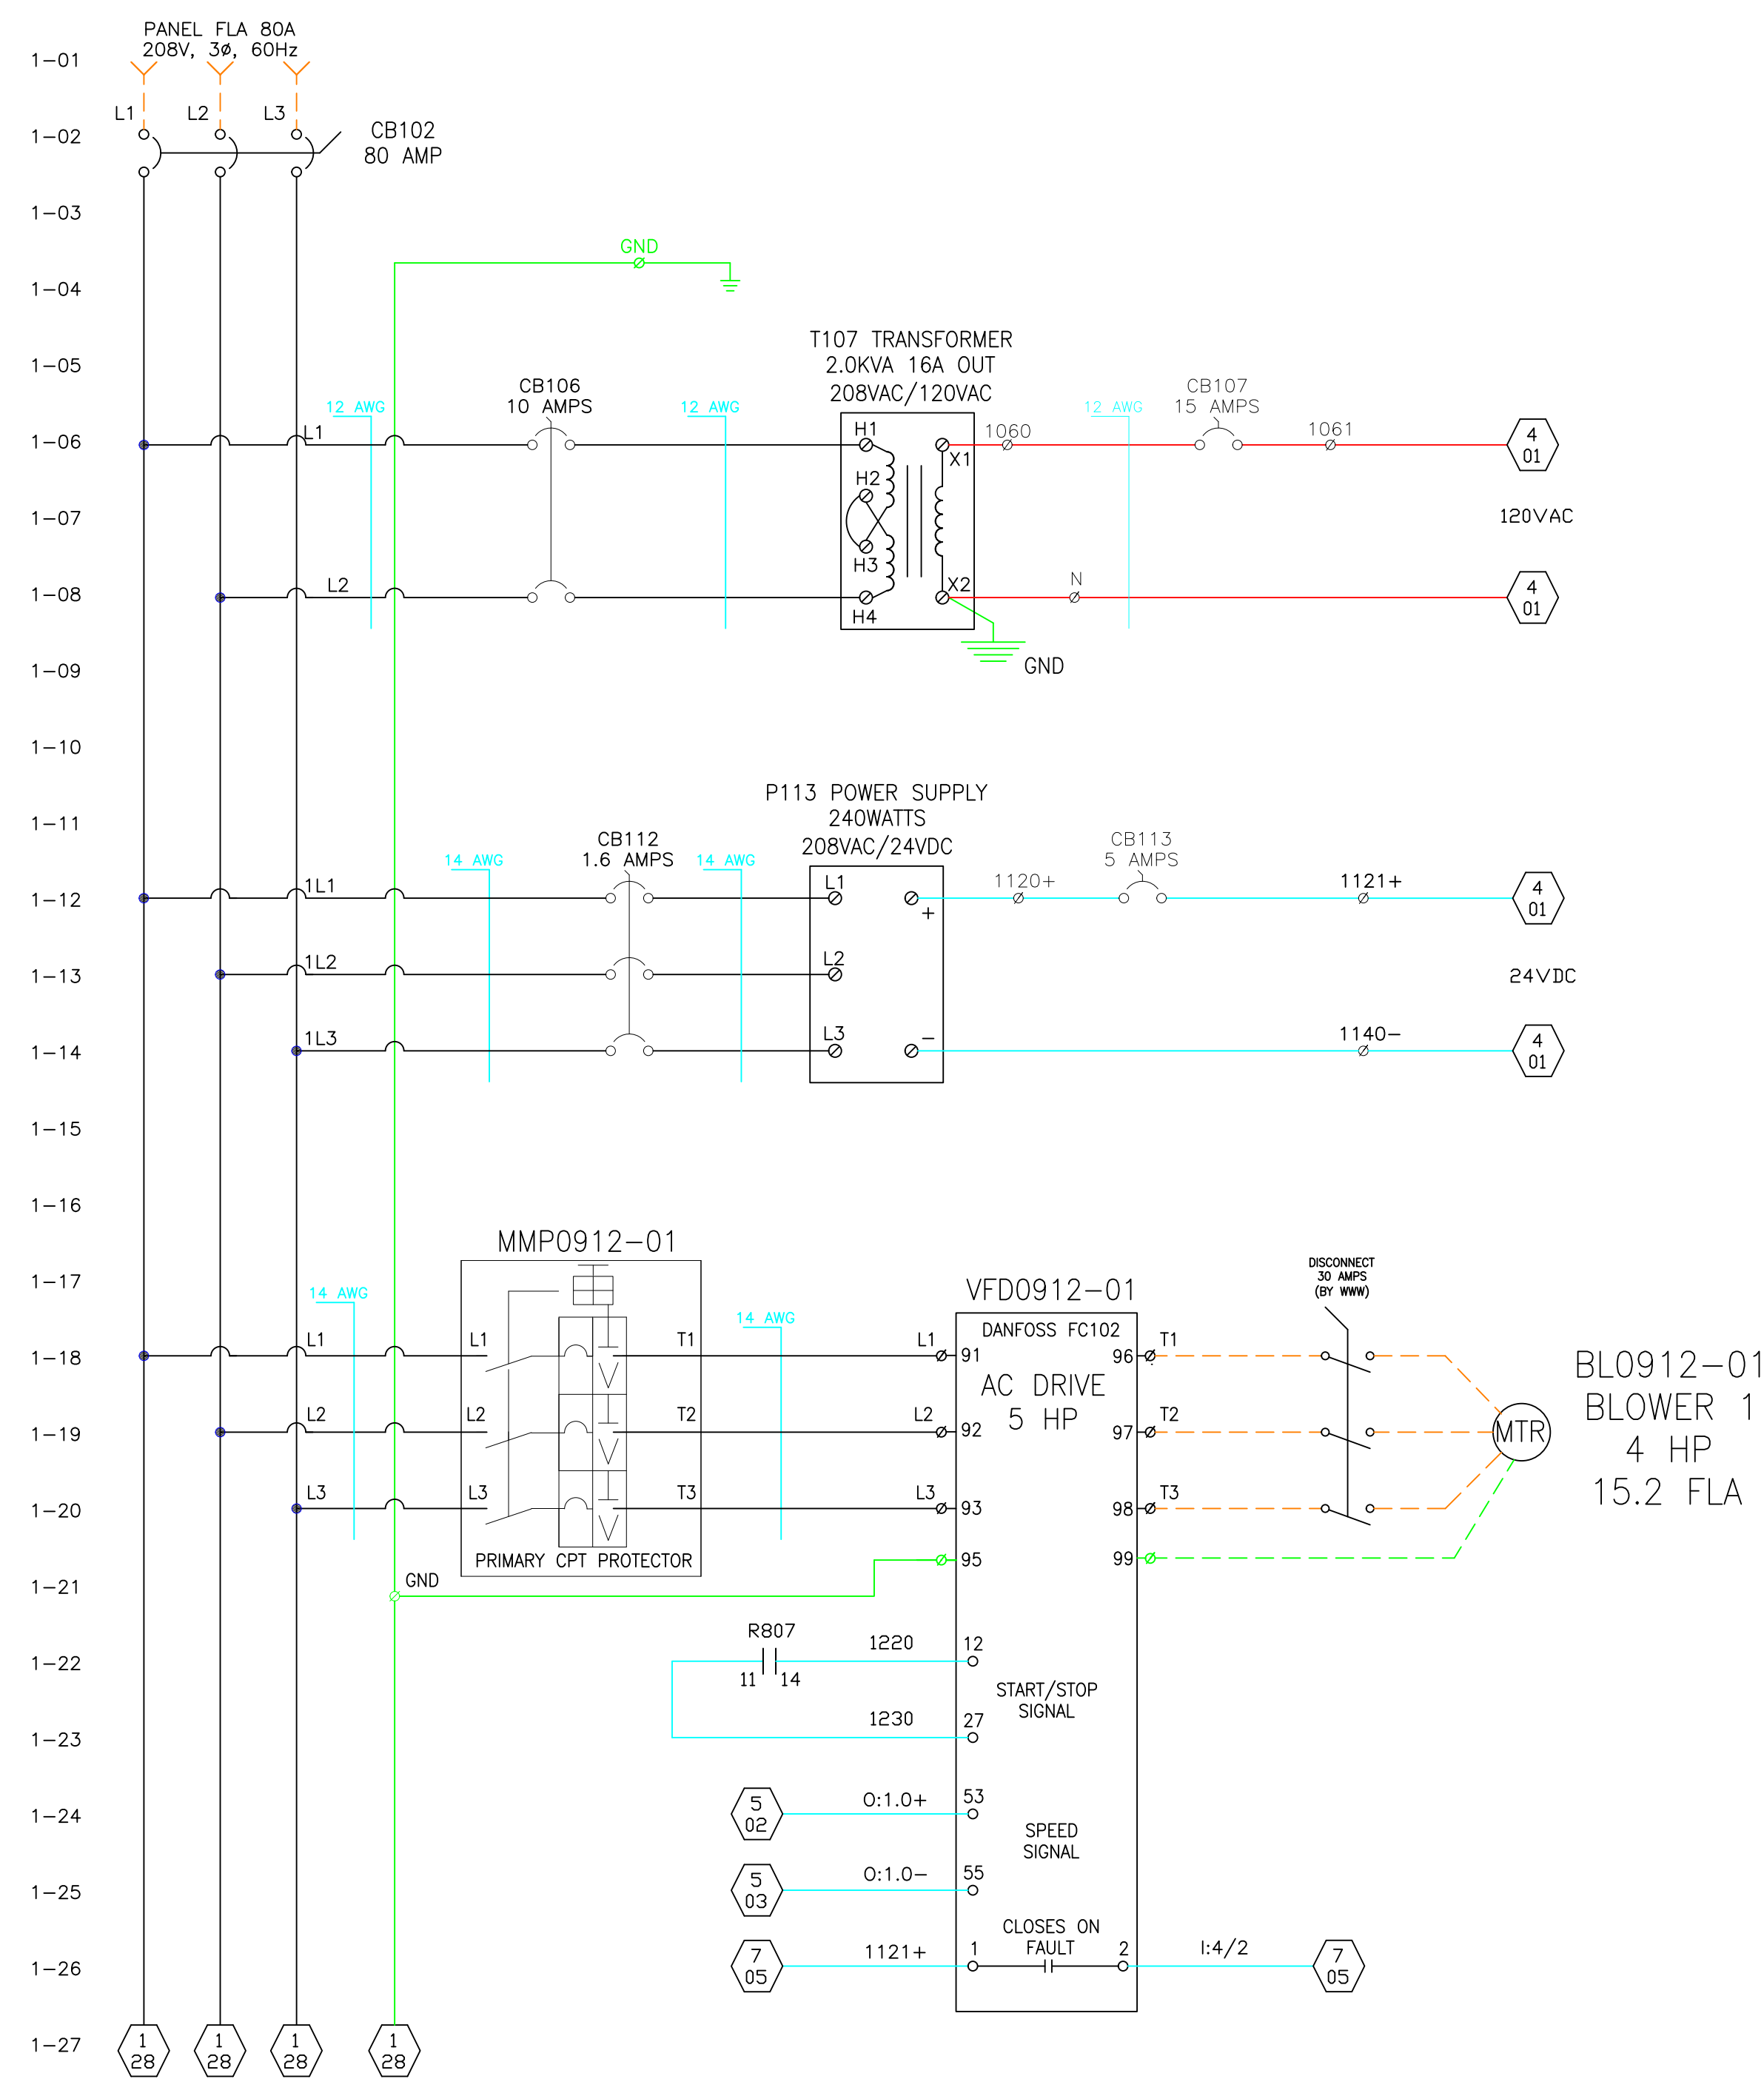 PANEL FLA 80A
208V, 3Ø, 60Hz
1-01
L1 L2 L3
1-02
CB102
80 AMP
1-03
GND
1-04
T107 TRANSFORMER
2.0KVA 16A OUT
208VAC/120VAC
1-05
CB106
10 AMPS
CB107
15 AMPS
12 AWG
12 AWG
12 AWG
1-06
L1
H1
X1
1060
1061
4
01
H2
1-07
120VAC
H3
1-08
L2
H4
X2
N
4
01
GND
1-09
1-10
P113 POWER SUPPLY
240WATTS
208VAC/24VDC
1-11
CB112
1.6 AMPS
CB113
5 AMPS
14 AWG
14 AWG
1-12
1L1
L1
+
1120+
1121+
4
01
1-13
1L2
L2
24VDC
1-14
1L3
L3
-
1140-
4
01
1-15
1-16
MMP0912-01
1-17
14 AWG
14 AWG
VFD0912-01
DISCONNECT
30 AMPS
(BY WWW)
DANFOSS FC102
1-18
L1
L1
T1
L1
91
96
T1
AC DRIVE
5 HP
1-19
L2
L2
T2
L2
92
97
T2
MTR
BL0912-01
BLOWER 1
4 HP
15.2 FLA
1-20
L3
L3
T3
L3
93
98
T3
PRIMARY CPT PROTECTOR
95
99
1-21
GND
1-22
R807
11 14
1220
12
START/STOP
SIGNAL
1-23
1230
27
1-24
5
02
O:1.0+
53
SPEED
SIGNAL
1-25
5
03
O:1.0-
55
CLOSES ON
FAULT
1-26
7
05
1121+
1
2
I:4/2
7
05
1-27
1
28
1
28
1
28
1
28